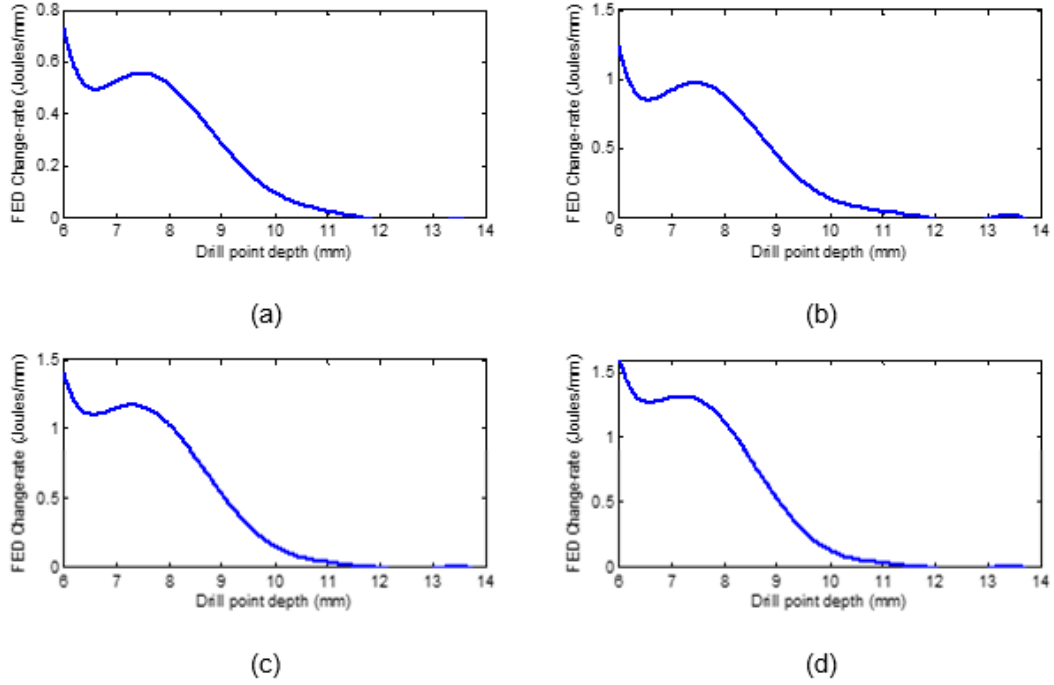 0.8
0.6
0.4
0.2
0
FED Change-rate (Joules/mm)
6 7 8 9 10 11 12 13 14
Drill point depth (mm)
(a)
1.5
1
0.5
0
FED Change-rate (Joules/mm)
6 7 8 9 10 11 12 13 14
Drill point depth (mm)
(b)
1.5
1
0.5
0
FED Change-rate (Joules/mm)
6 7 8 9 10 11 12 13 14
Drill point depth (mm)
(c)
1.5
1
0.5
0
FED Change-rate (Joules/mm)
6 7 8 9 10 11 12 13 14
Drill point depth (mm)
(d)